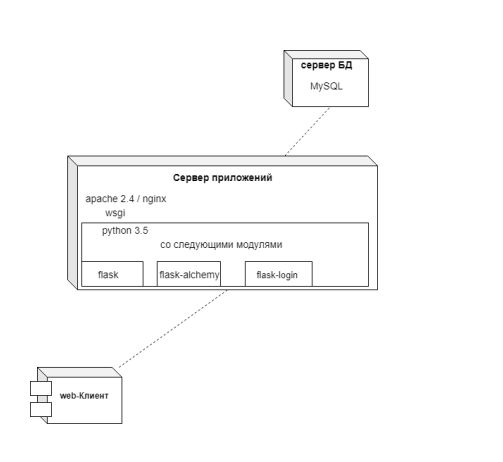 сервер БД
MySQL
Сервер приложений
apache 2.4 / nginx
wsgi
python 3.5
со следующими модулями
flask
flask-alchemy
flask-login
web-Клиент